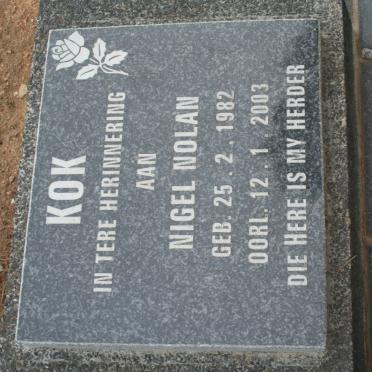 KOK
IN TERE HERINNERING
AAN
NIGEL NOLAN
GEB. 25. 2. 1982
OORL. 12. 1. 2003
DIE HERE IS MY HERDER